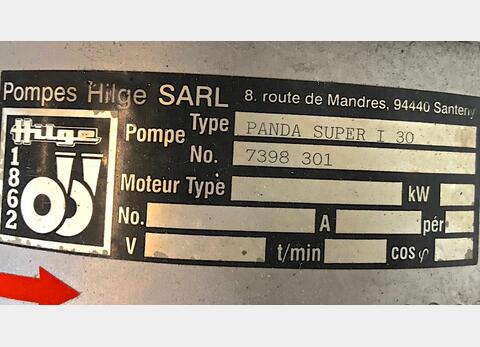 Pompes Hilge SARL 8. route de Mandres, 94440 Santeny
Hilge
1862
Pompe Type PANDA SUPER I 30
No. 7398 301
Moteur Type kW
No. A pér
V t/min cos φ